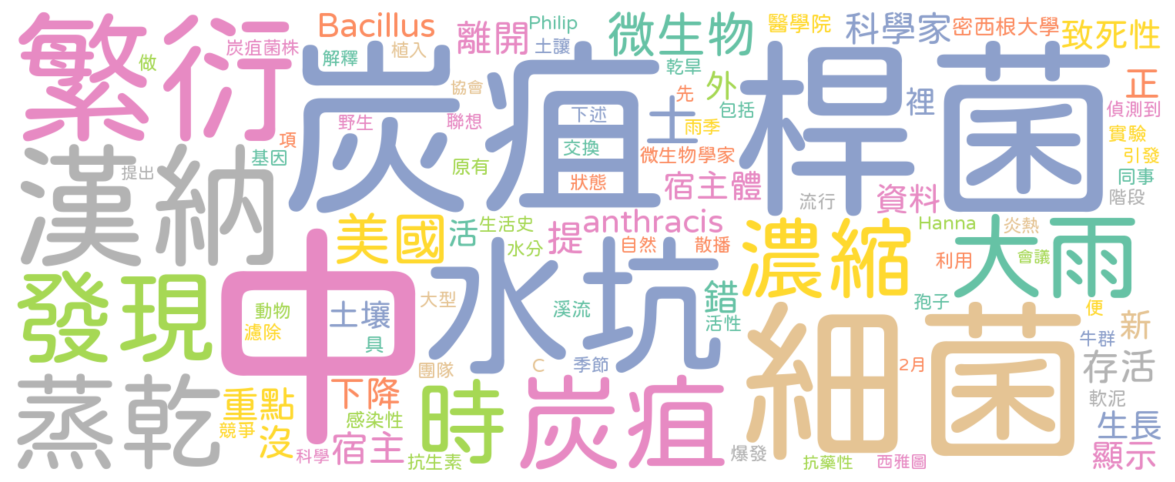 繁衍
炭疽
桿菌
中
細菌
水坑
大雨
漢納
發現
蒸乾
濃縮
炭疽
時
Bacillus
Philip
離開
微生物
醫學院
科學家
密西根大學
致死性
炭疽菌株
解釋
植入
土讓
做
協會
乾旱
外
先
包括
裡
正
偵測到
項
野生
聯想
下述
土
雨季
實驗
基因
原有
交換
微生物學家
引發
提出
狀態
宿主體
流行
資料
同事
階段
美國
活
生活史
提
anthracis
Hanna
炎熱
水分
自然
散播
利用
會議
動物
土壤
大型
溪流
錯
活性
孢子
便
濾除
具
牛群
新
團隊
C
季節
2月
存活
重點
下降
軟泥
競爭
沒
感染性
生長
科學
宿主
抗生素
爆發
抗藥性
西雅圖
顯示